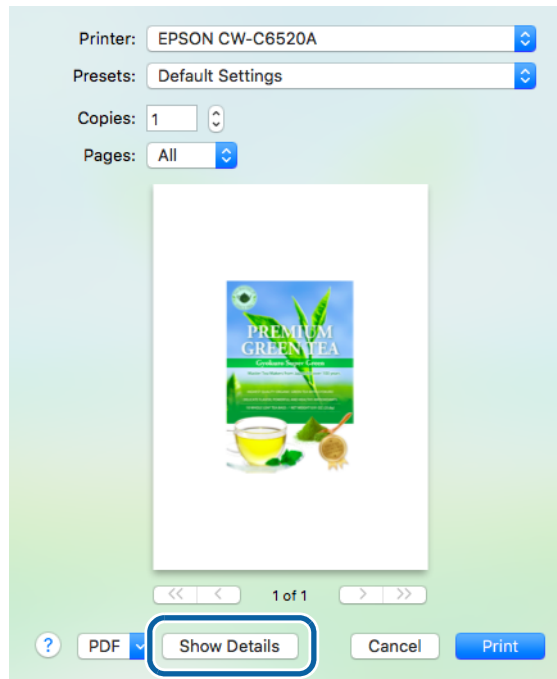 Printer: EPSON CW-C6520A
Presets: Default Settings
Copies: 1
Pages: All
PREMIUM
GREEN TEA
Gyokuro Super Green
<< < 1 of 1 > >>
? PDF Show Details Cancel Print